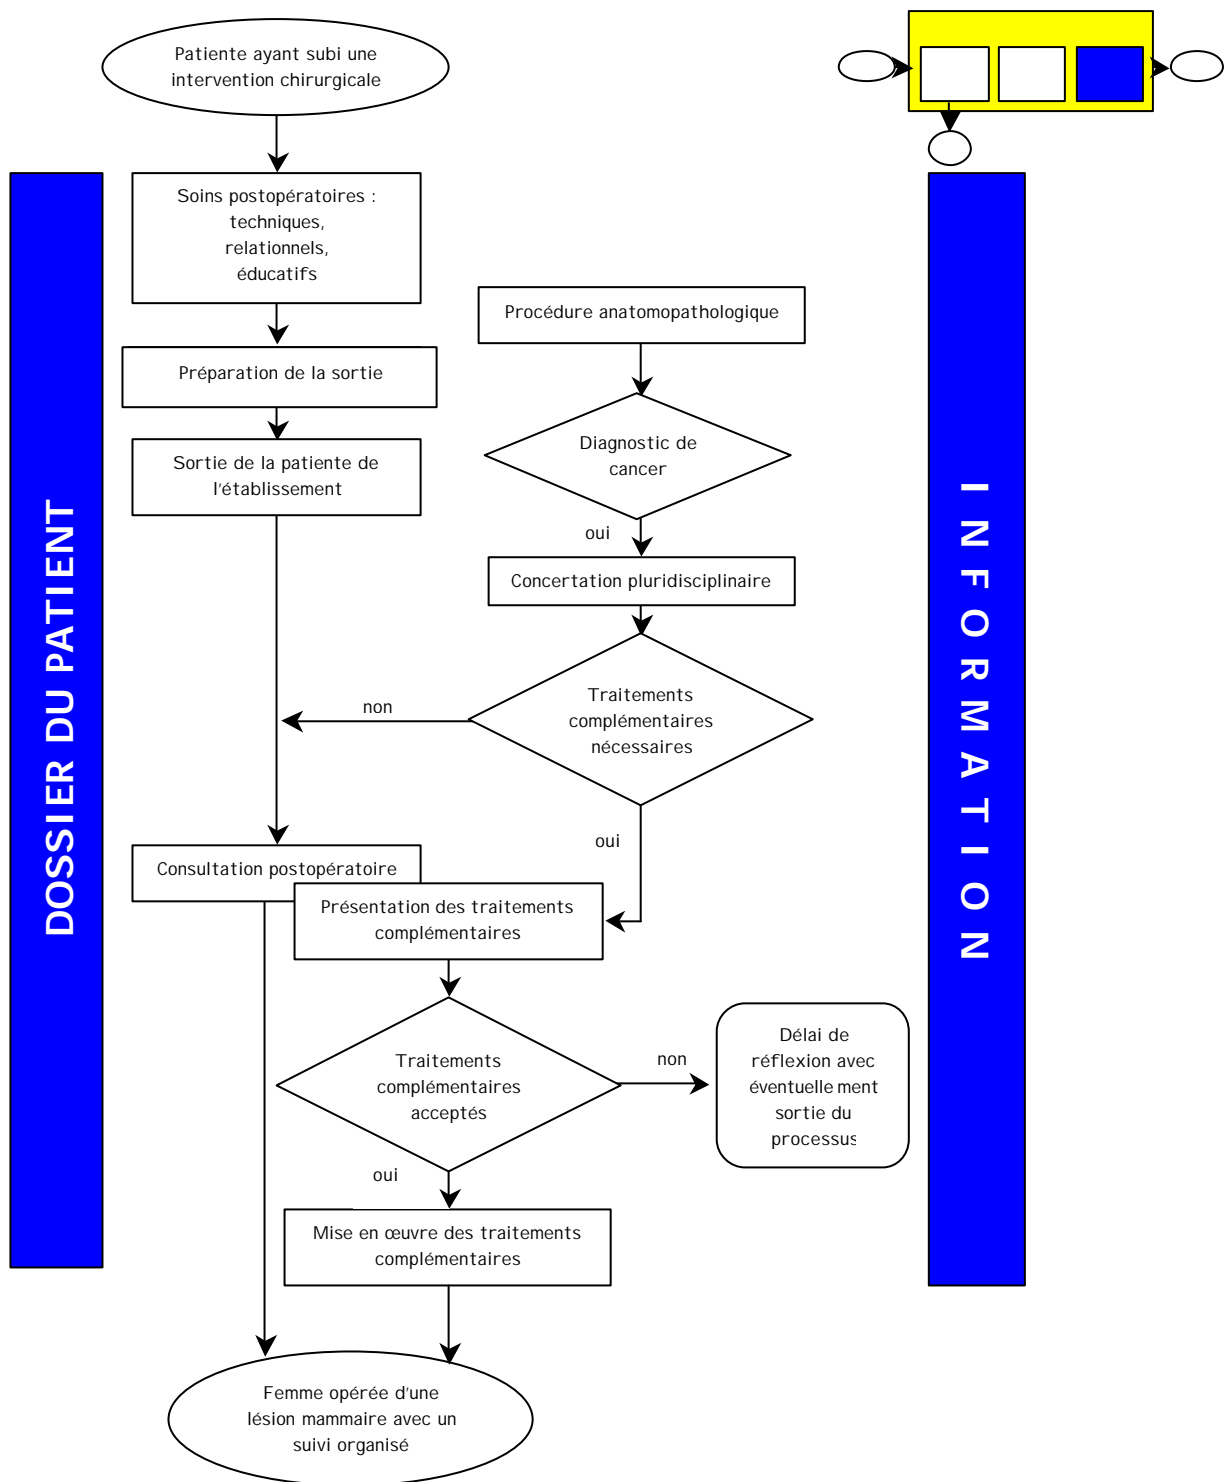 Patiente ayant subi une
intervention chirurgicale
Soins postopératoires :
techniques,
relationnels,
éducatifs
Procédure anatomopathologique
Préparation de la sortie
Diagnostic de
cancer
Sortie de la patiente de
l'établissement
oui
Concertation pluridisciplinaire
Traitements
complémentaires
nécessaires
non
oui
Consultation postopératoire
Présentation des traitements
complémentaires
Traitements
complémentaires
acceptés
non
Délai de
réflexion avec
éventuelle ment
sortie du
processus
oui
Mise en œuvre des traitements
complémentaires
Femme opérée d'une
lésion mammaire avec un
suivi organisé
DOSSIER DU PATIENT
I N F O R M A T I O N